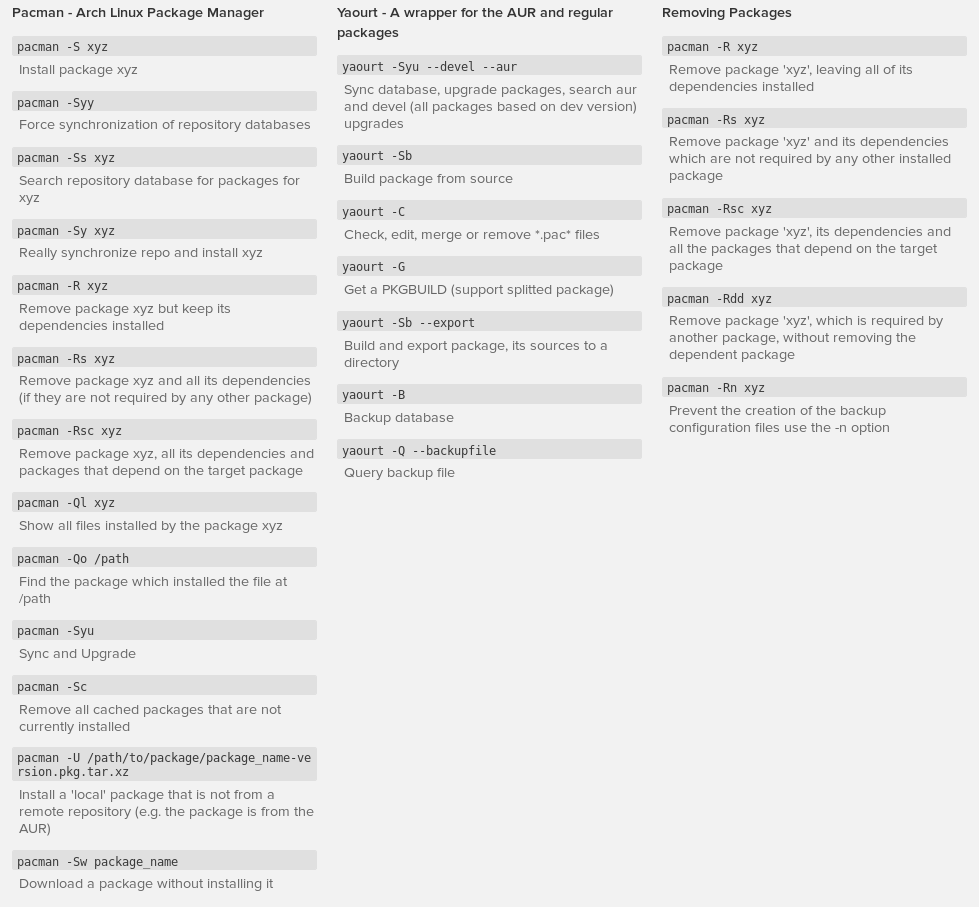 Pacman - Arch Linux Package Manager
pacman -S xyz
Install package xyz
pacman -Syy
Force synchronization of repository databases
pacman -Ss xyz
Search repository database for packages for
xyz
pacman -Sy xyz
Really synchronize repo and install xyz
pacman -R xyz
Remove package xyz but keep its
dependencies installed
pacman -Rs xyz
Remove package xyz and all its dependencies
(if they are not required by any other package)
pacman -Rsc xyz
Remove package xyz, all its dependencies and
packages that depend on the target package
pacman -Ql xyz
Show all files installed by the package xyz
pacman -Qo /path
Find the package which installed the file at
/path
pacman -Syu
Sync and Upgrade
pacman -Sc
Remove all cached packages that are not
currently installed
pacman -U /path/to/package/package_name-ve
rsion.pkg.tar.xz
Install a 'local' package that is not from a
remote repository (e.g. the package is from the
AUR)
pacman -Sw package_name
Download a package without installing it
Yaourt - A wrapper for the AUR and regular
packages
yaourt -Syu --devel --aur
Sync database, upgrade packages, search aur
and devel (all packages based on dev version)
upgrades
yaourt -Sb
Build package from source
yaourt -C
Check, edit, merge or remove *.pac* files
yaourt -G
Get a PKGBUILD (support splitted package)
yaourt -Sb --export
Build and export package, its sources to a
directory
yaourt -B
Backup database
yaourt -Q --backupfile
Query backup file
Removing Packages
pacman -R xyz
Remove package 'xyz', leaving all of its
dependencies installed
pacman -Rs xyz
Remove package 'xyz' and its dependencies
which are not required by any other installed
package
pacman -Rsc xyz
Remove package 'xyz', its dependencies and
all the packages that depend on the target
package
pacman -Rdd xyz
Remove package 'xyz', which is required by
another package, without removing the
dependent package
pacman -Rn xyz
Prevent the creation of the backup
configuration files use the -n option